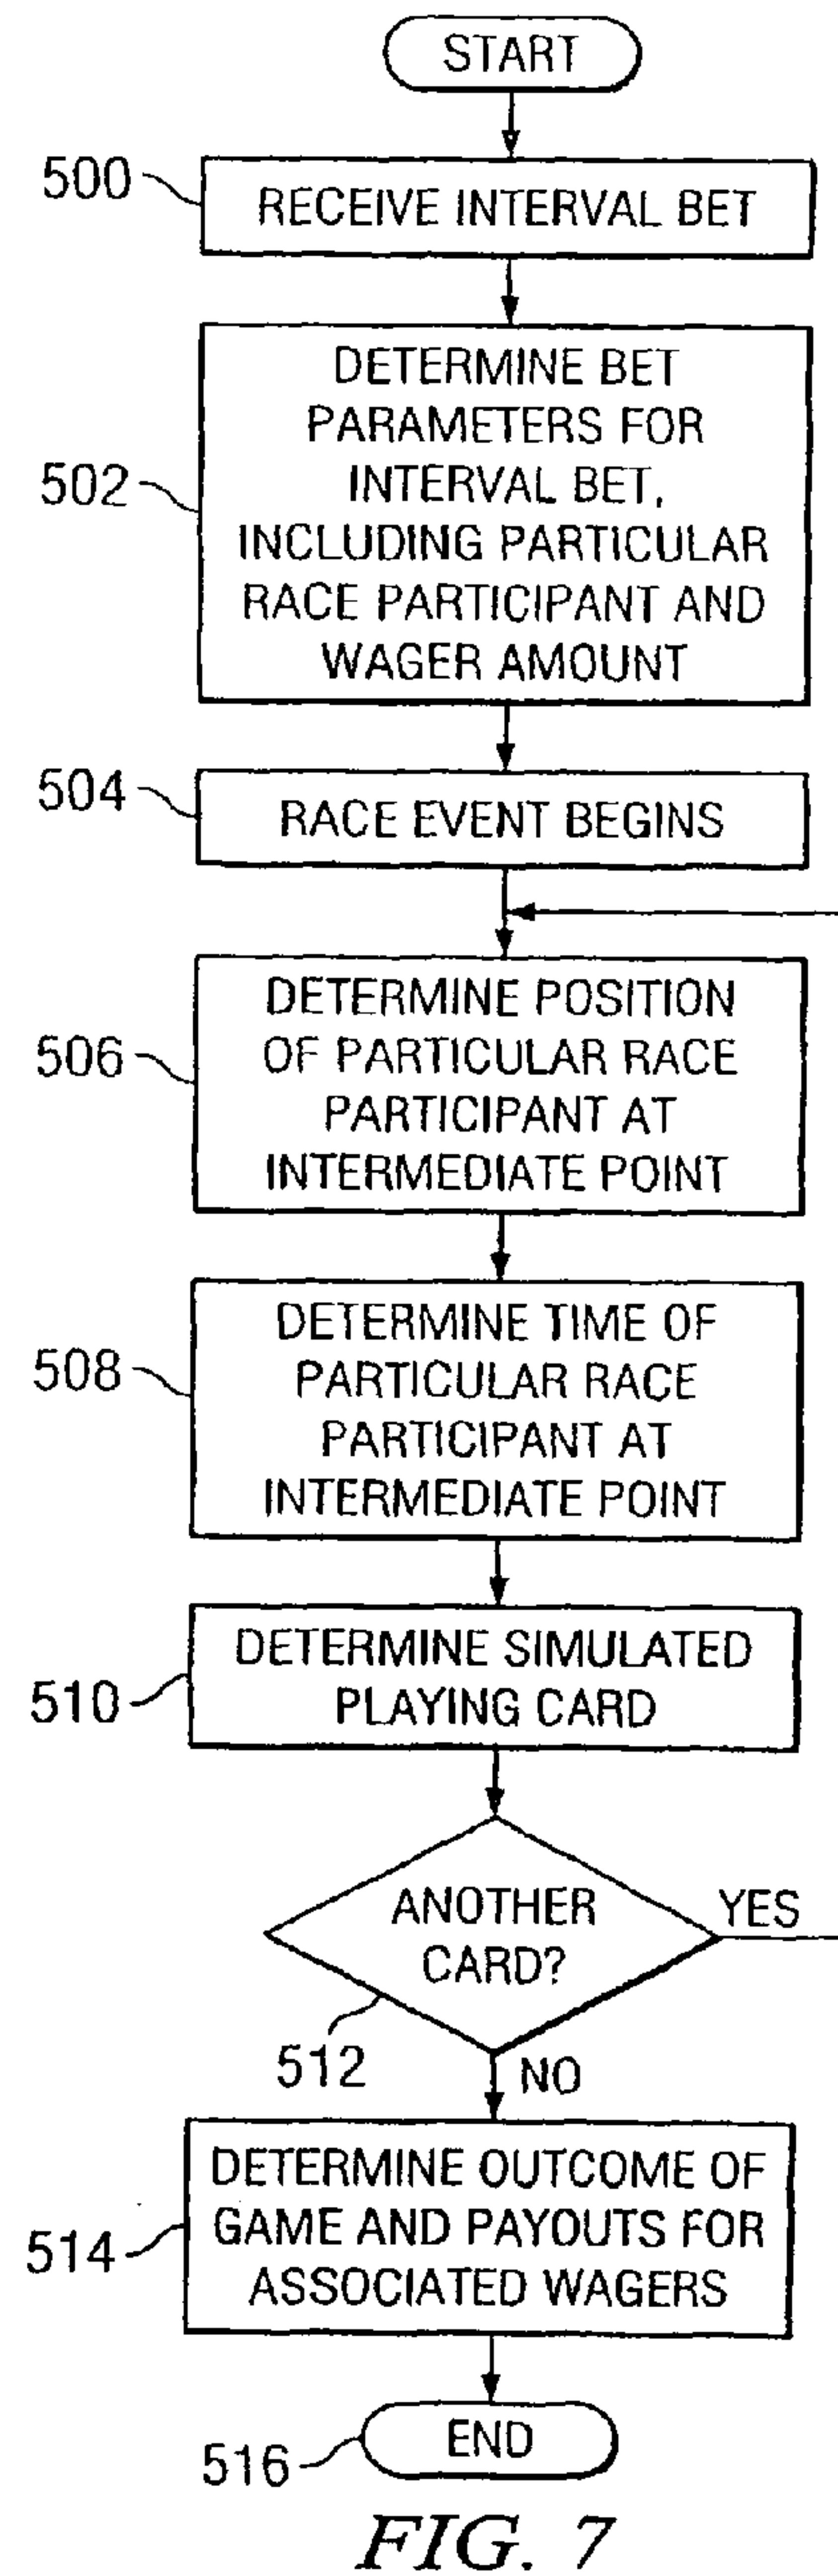 START
500
RECEIVE INTERVAL BET
DETERMINE BET
PARAMETERS FOR
INTERVAL BET,
INCLUDING PARTICULAR
RACE PARTICIPANT AND
WAGER AMOUNT
502
504
RACE EVENT BEGINS
DETERMINE POSITION
OF PARTICULAR RACE
PARTICIPANT AT
INTERMEDIATE POINT
506
DETERMINE TIME OF
PARTICULAR RACE
PARTICIPANT AT
INTERMEDIATE POINT
508
DETERMINE SIMULATED
PLAYING CARD
510
ANOTHER
CARD?
YES
512
NO
DETERMINE OUTCOME OF
GAME AND PAYOUTS FOR
ASSOCIATED WAGERS
514
END
516
FIG. 7